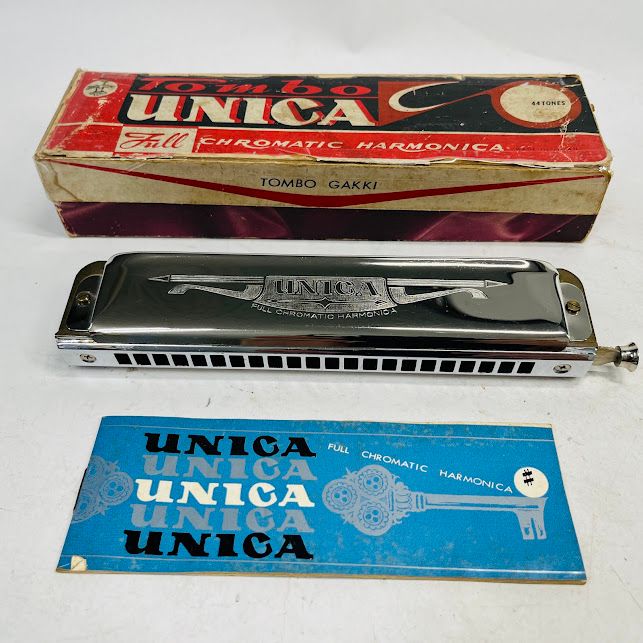 Tombo
UNICA
44 TONES
Full CHROMATIC HARMONICA
TOMBO GAKKI
UNICA
FULL CHROMATIC HARMONICA
UNICA
UNICA
UNICA
UNICA
UNICA
FULL CHROMATIC HARMONICA
#